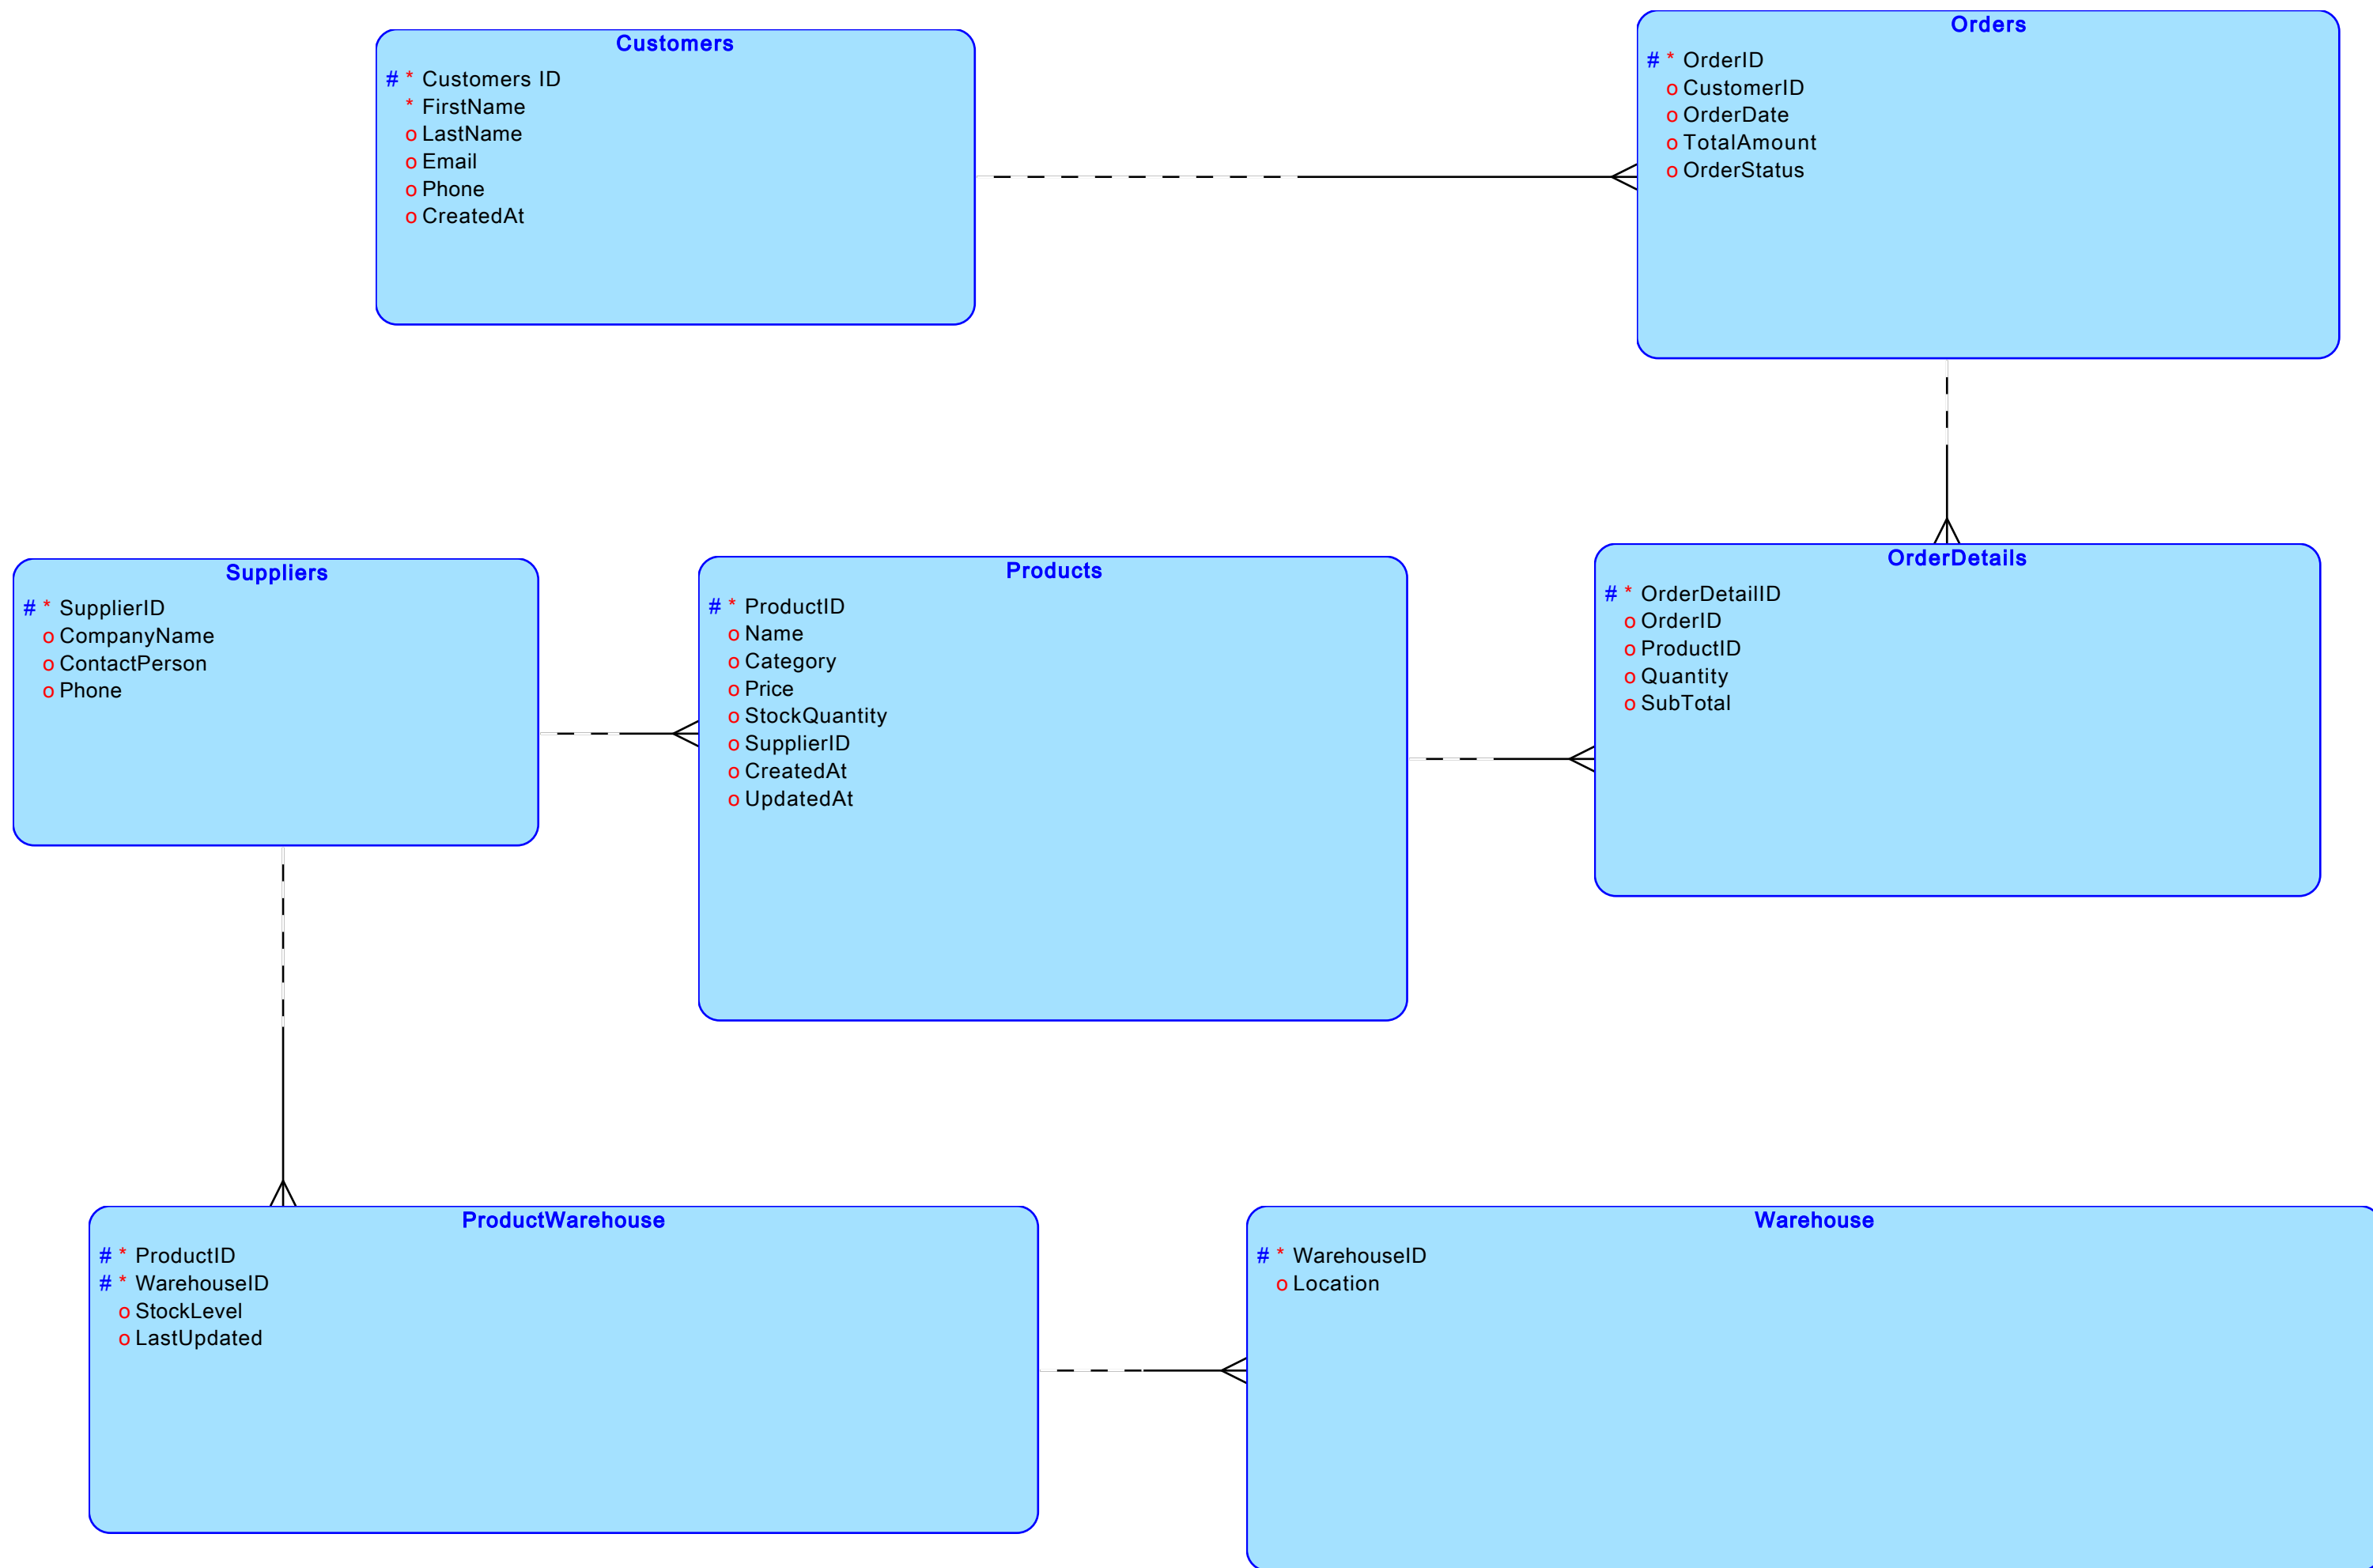 Customers
# * Customers ID
* FirstName
o LastName
o Email
o Phone
o CreatedAt
Orders
# * OrderID
o CustomerID
o OrderDate
o TotalAmount
o OrderStatus
Suppliers
# * SupplierID
o CompanyName
o ContactPerson
o Phone
Products
# * ProductID
o Name
o Category
o Price
o StockQuantity
o SupplierID
o CreatedAt
o UpdatedAt
OrderDetails
# * OrderDetailID
o OrderID
o ProductID
o Quantity
o SubTotal
ProductWarehouse
# * ProductID
# * WarehouseID
o StockLevel
o LastUpdated
Warehouse
# * WarehouseID
o Location